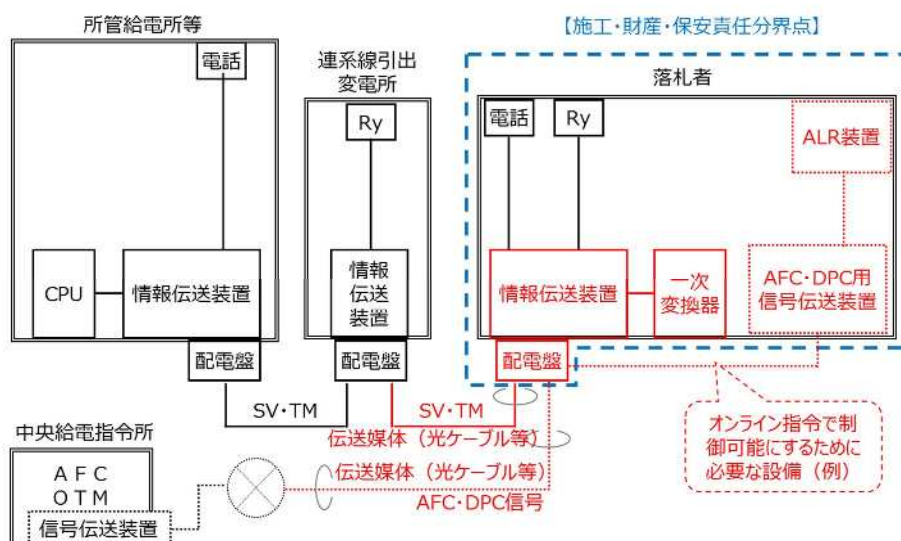 所管給電所等
電話
CPU
情報伝送装置
配電盤
連系線引出
変電所
Ry
情報
伝送
装置
配電盤
【施工・財産・保安責任分界点】
落札者
電話
Ry
ALR装置
情報伝送装置
一次
変換器
AFC・DPC用
信号伝送装置
配電盤
SV・TM
SV・TM
伝送媒体（光ケーブル等）
オンライン指令で制
御可能にするために
必要な設備（例）
中央給電指令所
AFC
OTM
信号伝送装置
伝送媒体（光ケーブル等）
AFC・DPC信号